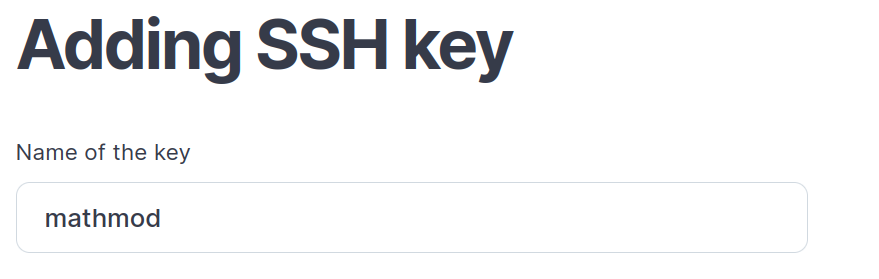 Adding SSH key
Name of the key
mathmod